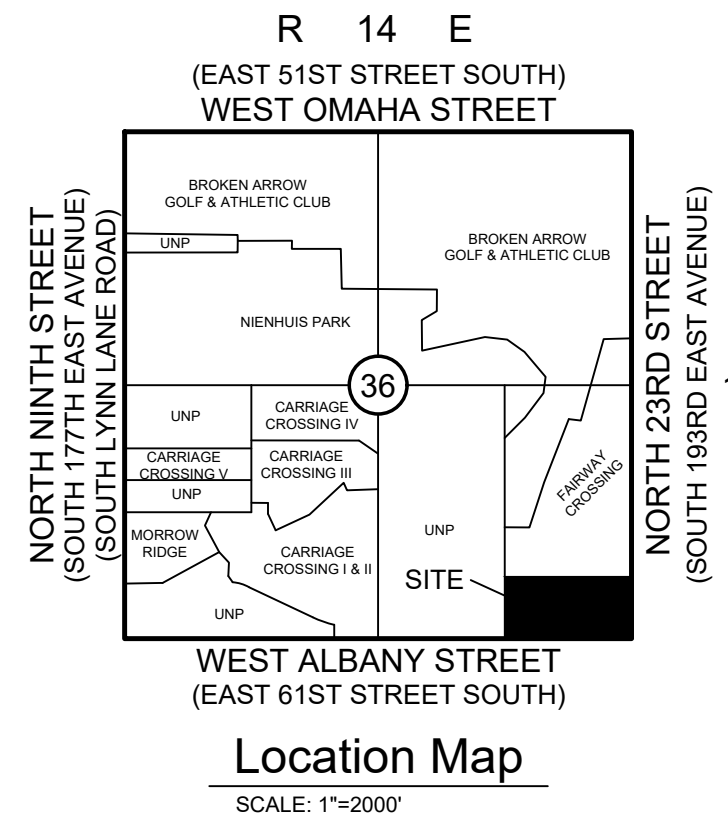 R 14 E
(EAST 51ST STREET SOUTH)
WEST OMAHA STREET
NORTH NINTH STREET
(SOUTH 177TH EAST AVENUE)
(SOUTH LYNN LANE ROAD)
BROKEN ARROW
GOLF & ATHLETIC CLUB
UNP
BROKEN ARROW
GOLF & ATHLETIC CLUB
NIENHUIS PARK
36
UNP
CARRIAGE
CROSSING IV
CARRIAGE
CROSSING V
CARRIAGE
CROSSING III
UNP
MORROW
RIDGE
CARRIAGE
CROSSING I & II
UNP
UNP
SITE
FAIRWAY
CROSSING
NORTH 23RD STREET
(SOUTH 193RD EAST AVENUE)
WEST ALBANY STREET
(EAST 61ST STREET SOUTH)
Location Map
SCALE: 1"=2000'